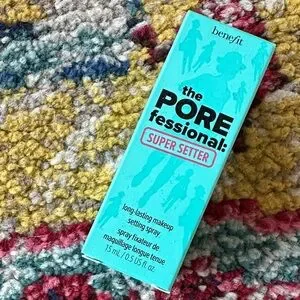 benefit
the
PORE
fessional:
SUPER SETTER
long-lasting makeup
setting spray
spray fixateur de
maquillage longue tenue
15 mL / 0.5 US fl. oz.